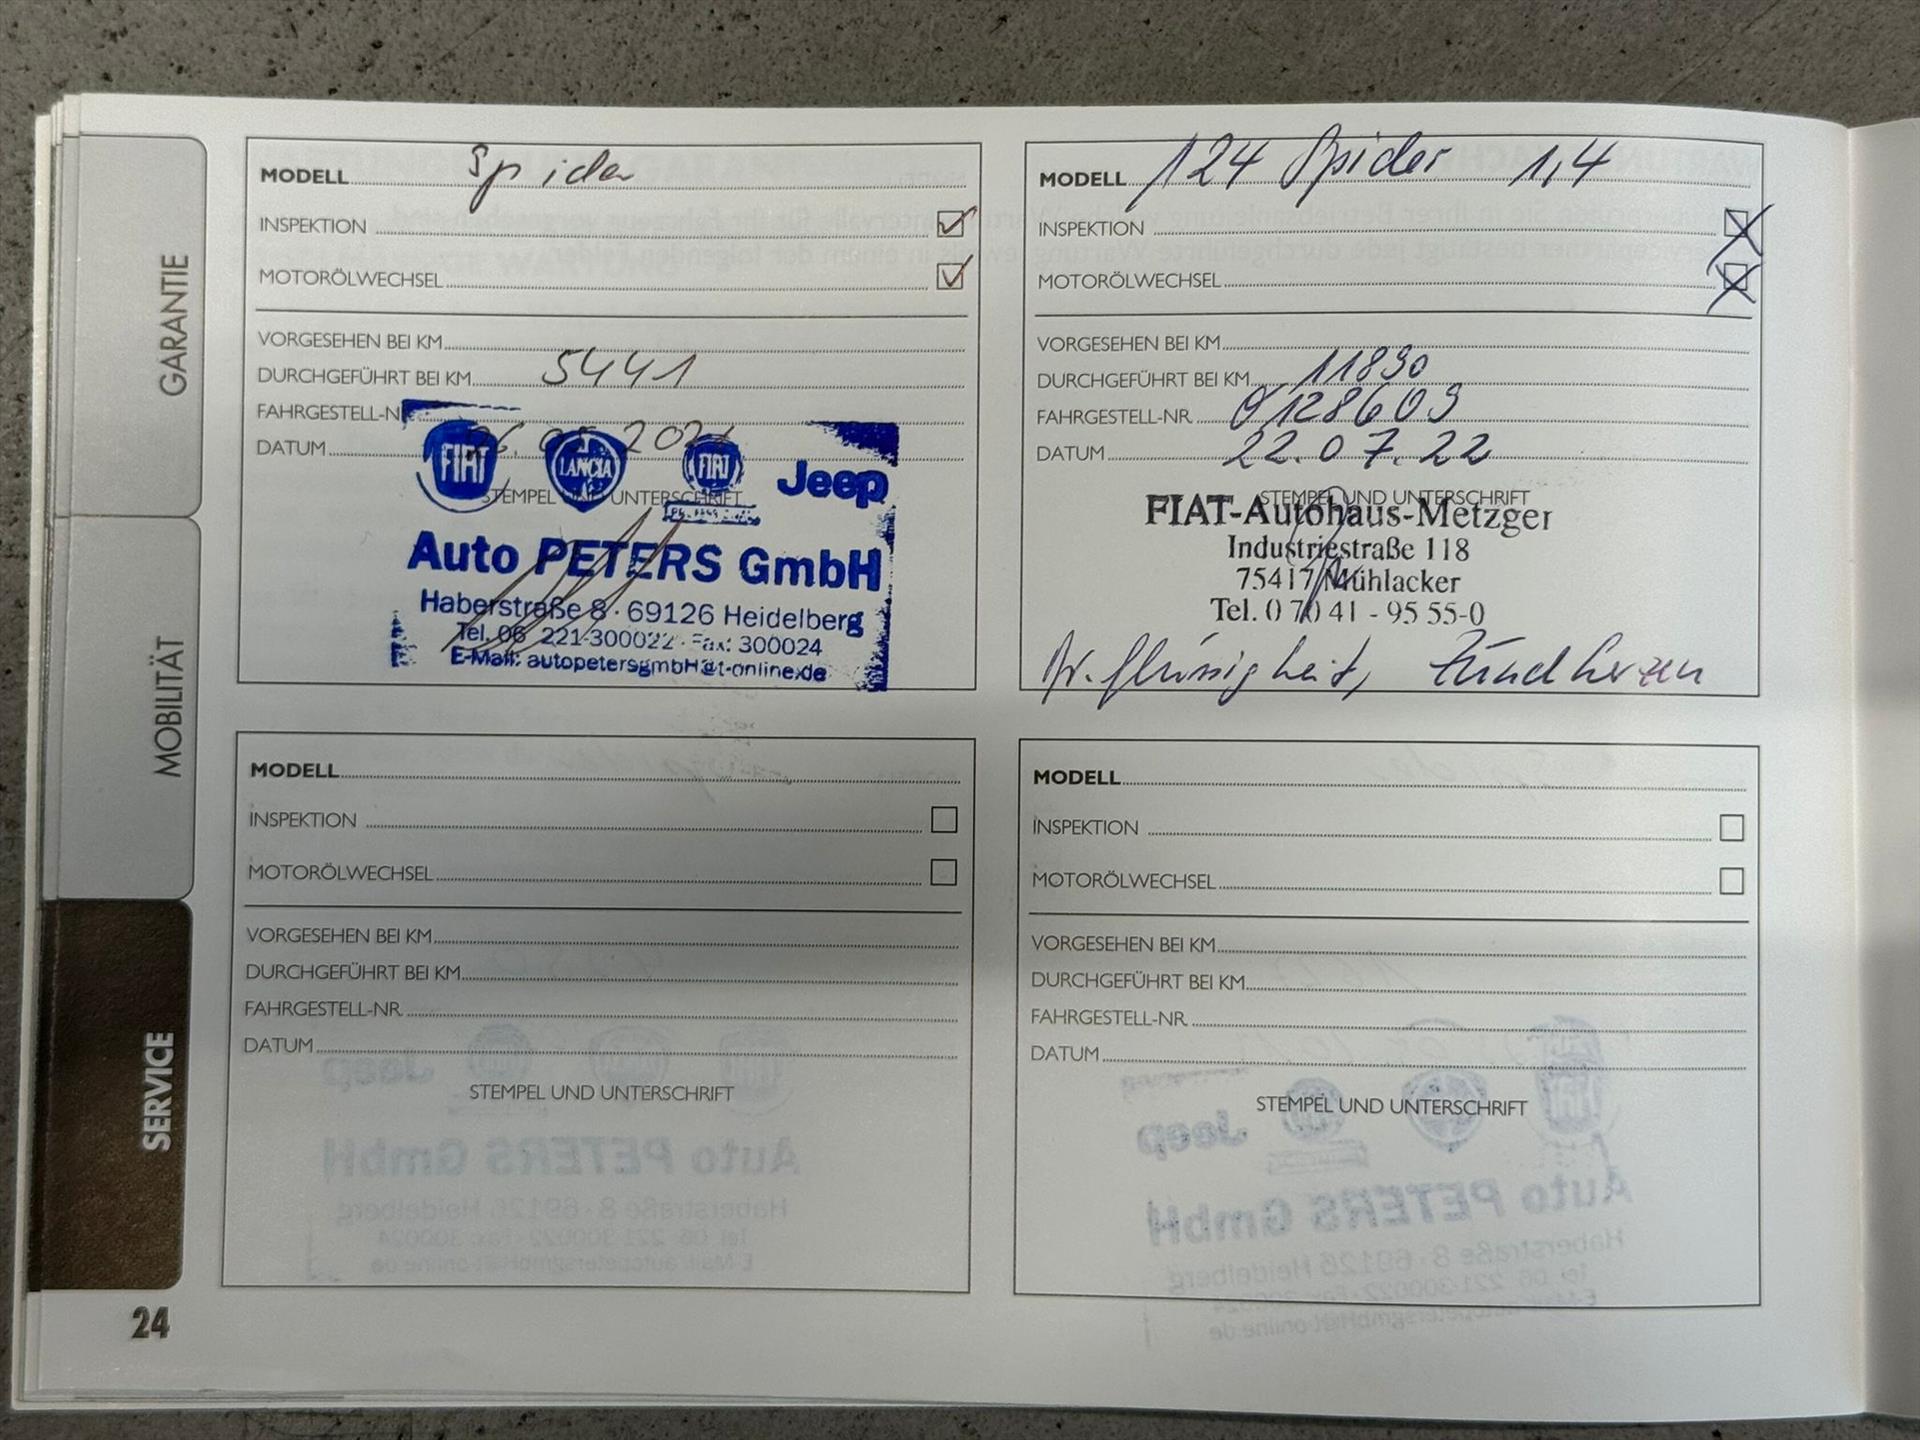 GARANTIE
MOBILITÄT
SERVICE
24
MODELL Spider
INSPEKTION
MOTORÖLWECHSEL
VORGESEHEN BEI KM
DURCHGEFÜHRT BEI KM 5441
FAHRGESTELL-N
DATUM
FIAT LANCIA FIAT Jeep
STEMPEL UND UNTERSCHRIFT
Auto PETERS GmbH
Haberstraße 8 · 69126 Heidelberg
Tel. 06 221-300022 · Fax: 300024
E-Mail: autopetersgmbH@t-online.de
MODELL 124 Spider 1,4
INSPEKTION
MOTORÖLWECHSEL
VORGESEHEN BEI KM
DURCHGEFÜHRT BEI KM 11890
FAHRGESTELL-NR. 0128609
DATUM 22.07.22
STEMPEL UND UNTERSCHRIFT
FIAT-Autohaus-Metzger
Industriestraße 118
75417 Mühlacker
Tel. 0 70 41 - 95 55-0
Br.flüssigkeit, Zündkerzen
MODELL
INSPEKTION
MOTORÖLWECHSEL
VORGESEHEN BEI KM
DURCHGEFÜHRT BEI KM
FAHRGESTELL-NR.
DATUM
STEMPEL UND UNTERSCHRIFT
MODELL
INSPEKTION
MOTORÖLWECHSEL
VORGESEHEN BEI KM
DURCHGEFÜHRT BEI KM
FAHRGESTELL-NR.
DATUM
STEMPEL UND UNTERSCHRIFT